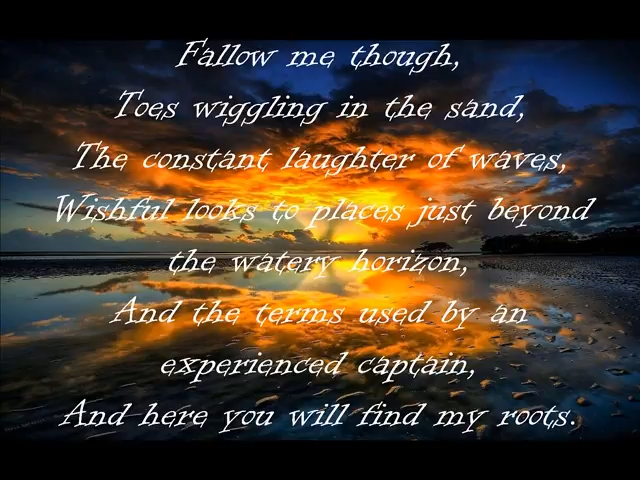 Fallow me though,
Toes wiggling in the sand,
The constant laughter of waves,
Wishful looks to places just beyond
the watery horizon,
And the terms used by an
experienced captain,
And here you will find my roots.